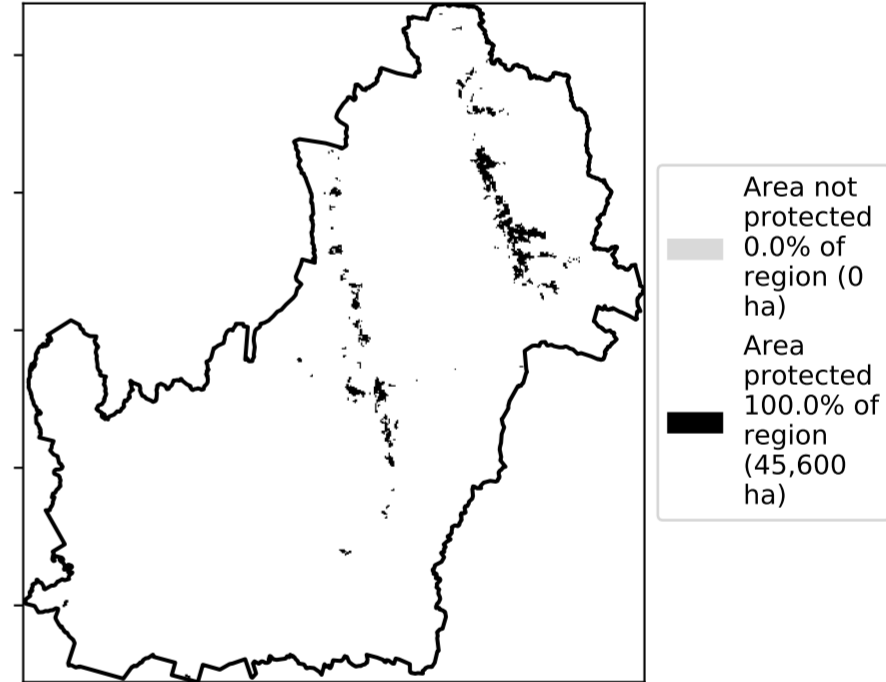 Area not
protected
0.0% of
region (0
ha)
Area
protected
100.0% of
region
(45,600
ha)